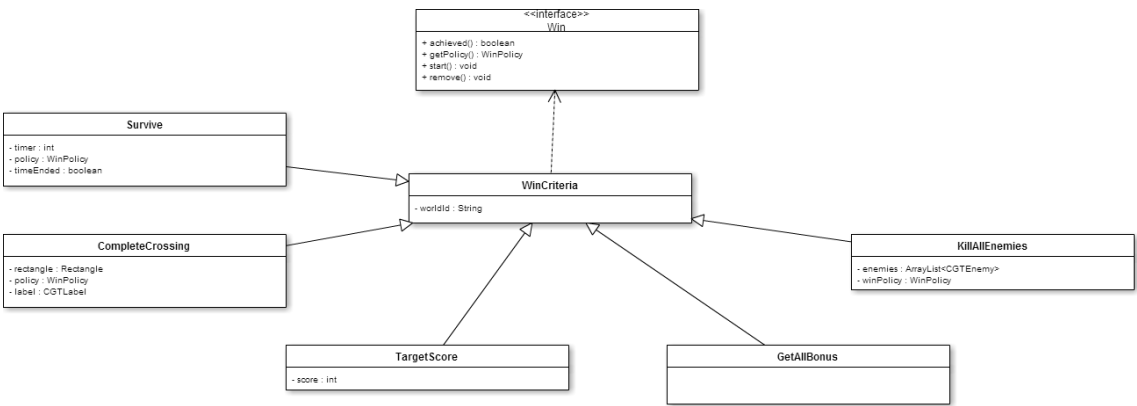 <<interface>>
Win
+ achieved() : boolean
+ getPolicy() : WinPolicy
+ start() : void
+ remove() : void
Survive
- timer : int
- policy : WinPolicy
- timeEnded : boolean
WinCriteria
- worldId : String
CompleteCrossing
- rectangle : Rectangle
- policy : WinPolicy
- label : CGTLabel
KillAllEnemies
- enemies : ArrayList<CGTEnemy>
- winPolicy : WinPolicy
TargetScore
- score : int
GetAllBonus